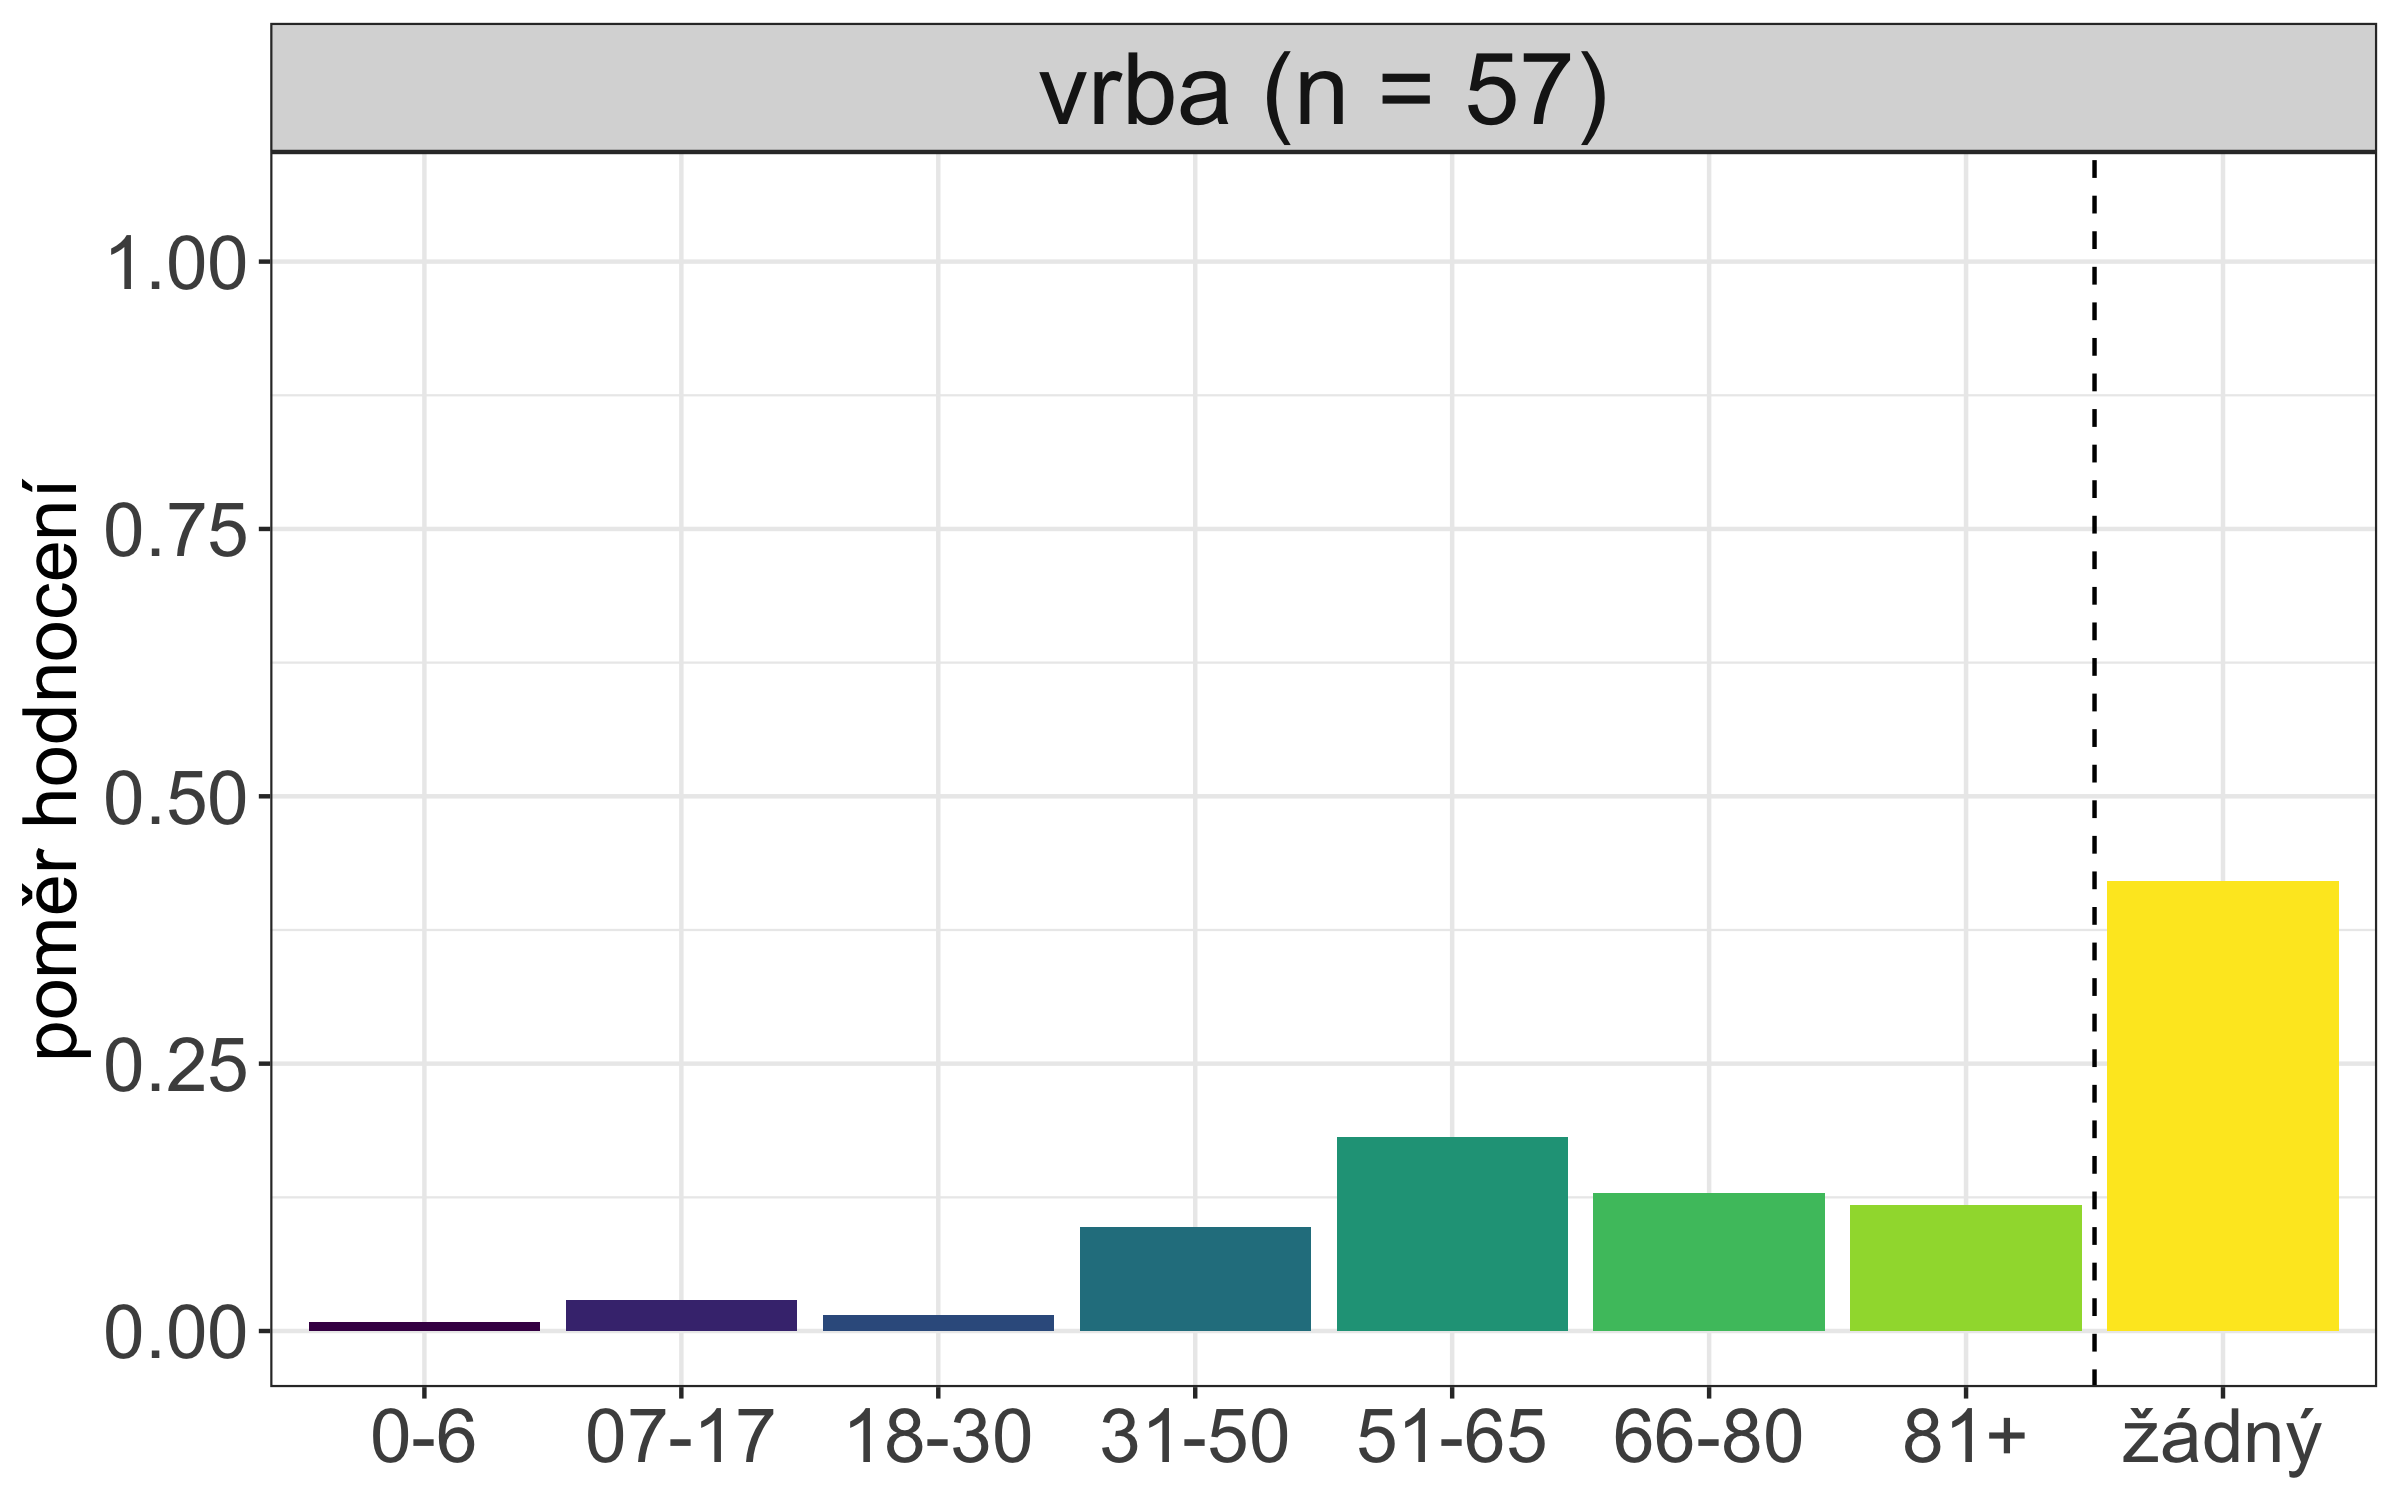 vrba (n = 57)
poměr hodnocení
1.00
0.75
0.50
0.25
0.00
0-6 07-17 18-30 31-50 51-65 66-80 81+ žádný